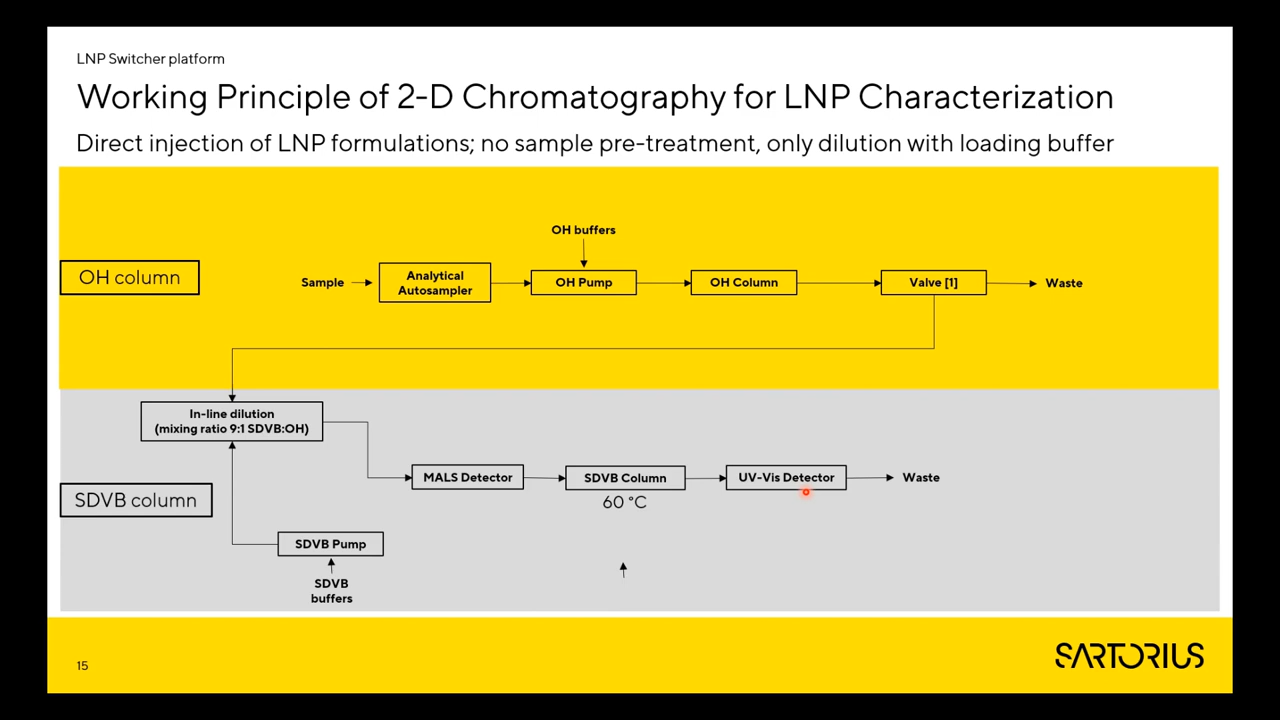 LNP Switcher platform
Working Principle of 2-D Chromatography for LNP Characterization
Direct injection of LNP formulations; no sample pre-treatment, only dilution with loading buffer
OH buffers
OH column
Sample
Analytical
Autosampler
OH Pump
OH Column
Valve [1]
Waste
In-line dilution
(mixing ratio 9:1 SDVB:OH)
MALS Detector
SDVB Column
UV-Vis Detector
Waste
60 °C
SDVB column
SDVB Pump
SDVB
buffers
15
SARTORIUS